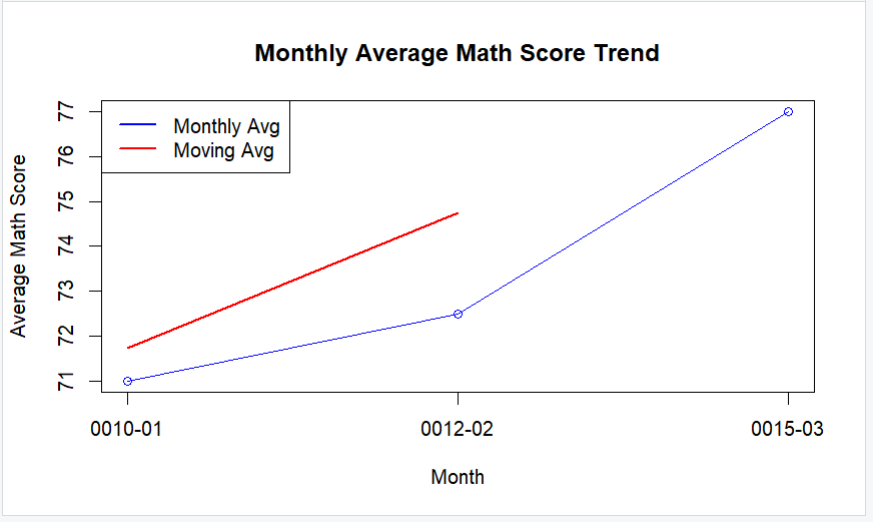 Monthly Average Math Score Trend
77
76
75
74
73
72
71
Average Math Score
Monthly Avg
Moving Avg
0010-01 0012-02 0015-03
Month